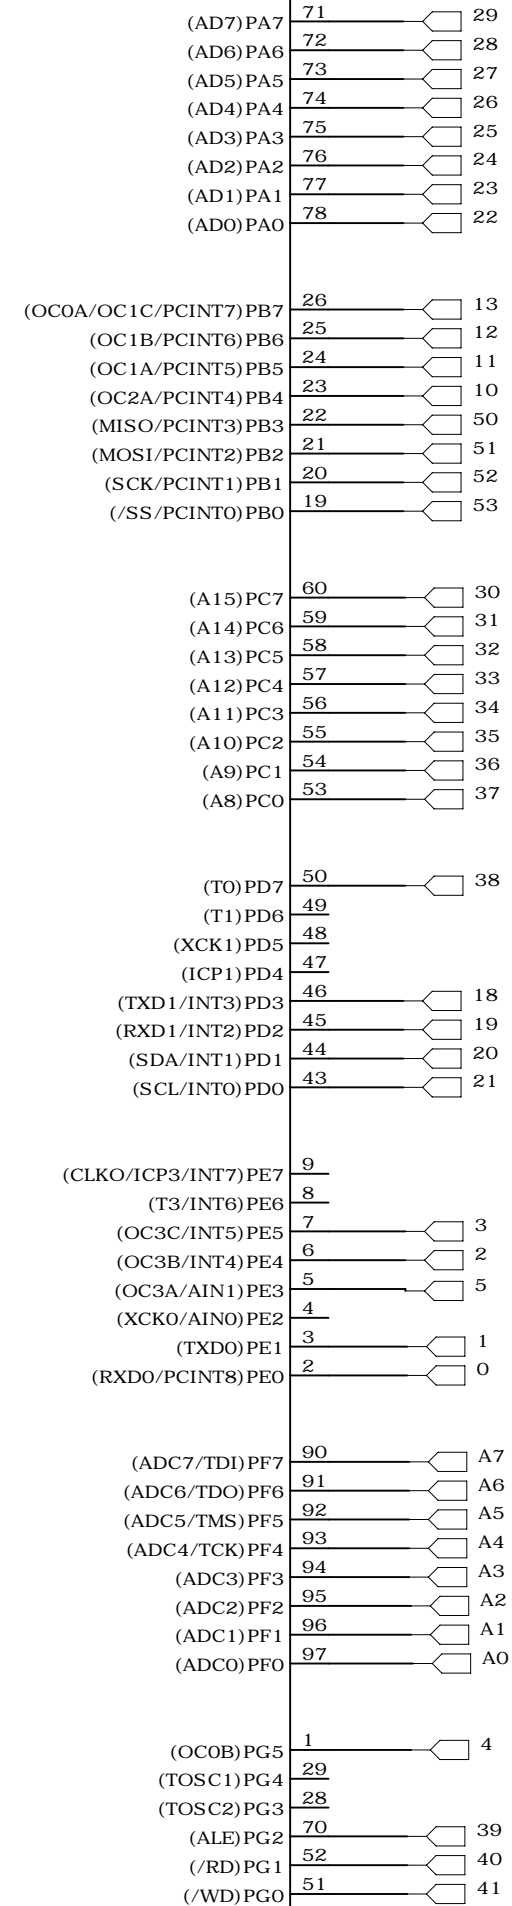 (AD7)PA7 71 29
(AD6)PA6 72 28
(AD5)PA5 73 27
(AD4)PA4 74 26
(AD3)PA3 75 25
(AD2)PA2 76 24
(AD1)PA1 77 23
(AD0)PA0 78 22
(OC0A/OC1C/PCINT7)PB7 26 13
(OC1B/PCINT6)PB6 25 12
(OC1A/PCINT5)PB5 24 11
(OC2A/PCINT4)PB4 23 10
(MISO/PCINT3)PB3 22 50
(MOSI/PCINT2)PB2 21 51
(SCK/PCINT1)PB1 20 52
(/SS/PCINT0)PB0 19 53
(A15)PC7 60 30
(A14)PC6 59 31
(A13)PC5 58 32
(A12)PC4 57 33
(A11)PC3 56 34
(A10)PC2 55 35
(A9)PC1 54 36
(A8)PC0 53 37
(T0)PD7 50 38
(T1)PD6 49
(XCK1)PD5 48
(ICP1)PD4 47
(TXD1/INT3)PD3 46 18
(RXD1/INT2)PD2 45 19
(SDA/INT1)PD1 44 20
(SCL/INT0)PD0 43 21
(CLKO/ICP3/INT7)PE7 9
(T3/INT6)PE6 8
(OC3C/INT5)PE5 7 3
(OC3B/INT4)PE4 6 2
(OC3A/AIN1)PE3 5 5
(XCK0/AIN0)PE2 4
(TXD0)PE1 3 1
(RXD0/PCINT8)PE0 2 0
(ADC7/TDI)PF7 90 A7
(ADC6/TDO)PF6 91 A6
(ADC5/TMS)PF5 92 A5
(ADC4/TCK)PF4 93 A4
(ADC3)PF3 94 A3
(ADC2)PF2 95 A2
(ADC1)PF1 96 A1
(ADC0)PF0 97 A0
(OC0B)PG5 1 4
(TOSC1)PG4 29
(TOSC2)PG3 28
(ALE)PG2 70 39
(/RD)PG1 52 40
(/WD)PG0 51 41